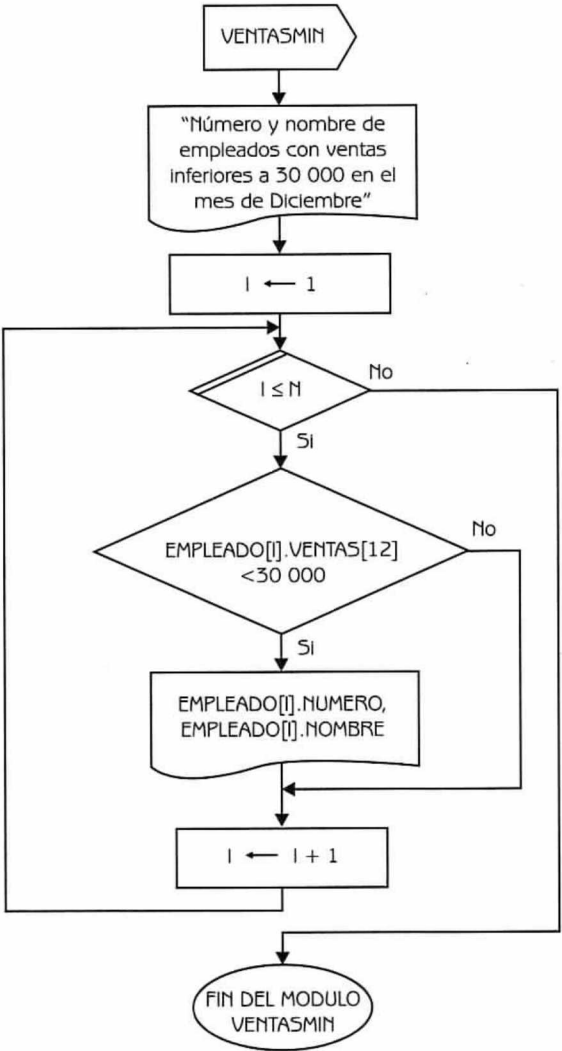 VENTASMIN
“Número y nombre de
empleados con ventas
inferiores a 30 000 en el
mes de Diciembre”
I ← 1
I ≤ N
No
Si
EMPLEADO[I].VENTAS[12]
<30 000
No
Si
EMPLEADO[I].NUMERO,
EMPLEADO[I].NOMBRE
I ← I + 1
FIN DEL MODULO
VENTASMIN